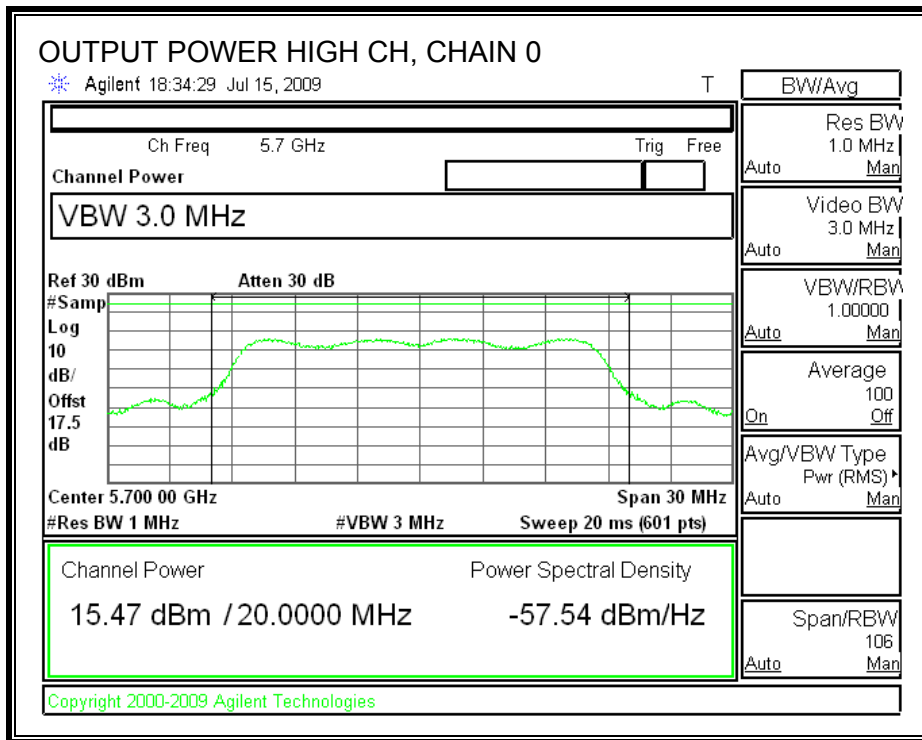 OUTPUT POWER HIGH CH, CHAIN 0
Agilent 18:34:29 Jul 15, 2009 T
Ch Freq 5.7 GHz Trig Free
Channel Power
VBW 3.0 MHz
Ref 30 dBm Atten 30 dB
#Samp
Log
10
dB/
Offst
17.5
dB
Center 5.700 00 GHz Span 30 MHz
#Res BW 1 MHz #VBW 3 MHz Sweep 20 ms (601 pts)
Channel Power Power Spectral Density
15.47 dBm / 20.0000 MHz -57.54 dBm/Hz
Copyright 2000-2009 Agilent Technologies
BW/Avg
Res BW
1.0 MHz
Auto Man
Video BW
3.0 MHz
Auto Man
VBW/RBW
1.00000
Auto Man
Average
100
On Off
Avg/VBW Type
Pwr (RMS)
Auto Man
Span/RBW
106
Auto Man